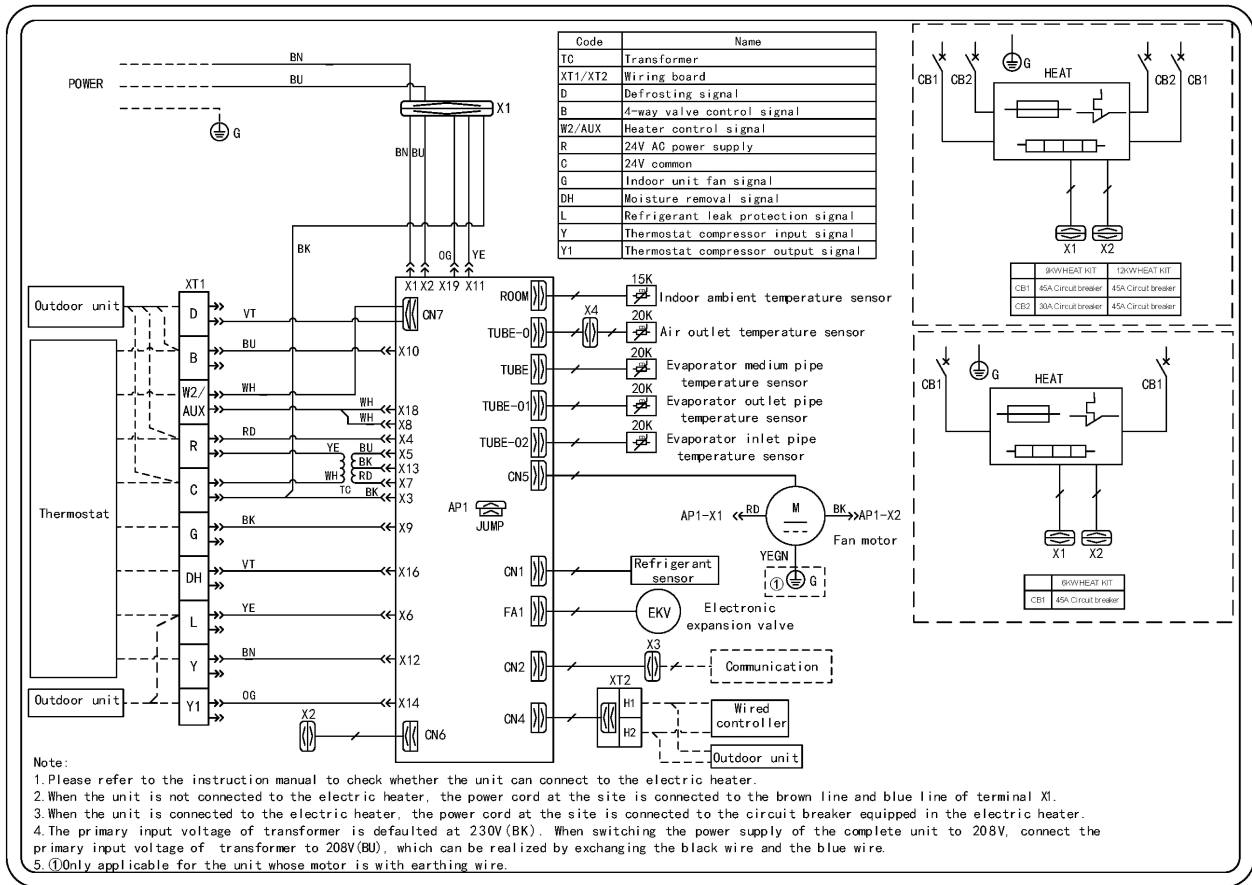 POWER
BN
BU
G
X1
BN BU
BK
OG
YE
X1 X2 X19 X11
Code Name
TC Transformer
XT1/XT2 Wiring board
D Defrosting signal
B 4-way valve control signal
W2/AUX Heater control signal
R 24V AC power supply
C 24V common
G Indoor unit fan signal
DH Moisture removal signal
L Refrigerant leak protection signal
Y Thermostat compressor input signal
Y1 Thermostat compressor output signal
CB1 CB2 G HEAT CB2 CB1
X1 X2
9KWHEAT KIT 12KWHEAT KIT
CB1 45A Circuit breaker 45A Circuit breaker
CB2 30A Circuit breaker 45A Circuit breaker
CB1 G HEAT CB1
X1 X2
6KWHEAT KIT
CB1 45A Circuit breaker
XT1
Outdoor unit
Thermostat
Outdoor unit
D VT CN7
B BU X10
W2/
AUX
WH
WH X18
WH X8
R RD X4
YE BU X5
BK X13
WH RD X7
TC
C BK X3
G BK X9
DH VT X16
L YE X6
Y BN X12
Y1 OG X14
X2 CN6
AP1
JUMP
ROOM 15K Indoor ambient temperature sensor
TUBE-O X4 20K Air outlet temperature sensor
TUBE 20K Evaporator medium pipe
temperature sensor
TUBE-O1 20K Evaporator outlet pipe
temperature sensor
TUBE-O2 20K Evaporator inlet pipe
temperature sensor
CN5
AP1-X1 RD M BK AP1-X2
Fan motor
YEGN
① G
CN1 Refrigerant
sensor
FA1 EKV Electronic
expansion valve
CN2 X3 Communication
XT2
CN4 H1 H2
Wired
controller
Outdoor unit
Note:
1. Please refer to the instruction manual to check whether the unit can connect to the electric heater.
2. When the unit is not connected to the electric heater, the power cord at the site is connected to the brown line and blue line of terminal X1.
3. When the unit is connected to the electric heater, the power cord at the site is connected to the circuit breaker equipped in the electric heater.
4. The primary input voltage of transformer is defaulted at 230V(BK). When switching the power supply of the complete unit to 208V, connect the
primary input voltage of transformer to 208V(BU), which can be realized by exchanging the black wire and the blue wire.
5. ①Only applicable for the unit whose motor is with earthing wire.